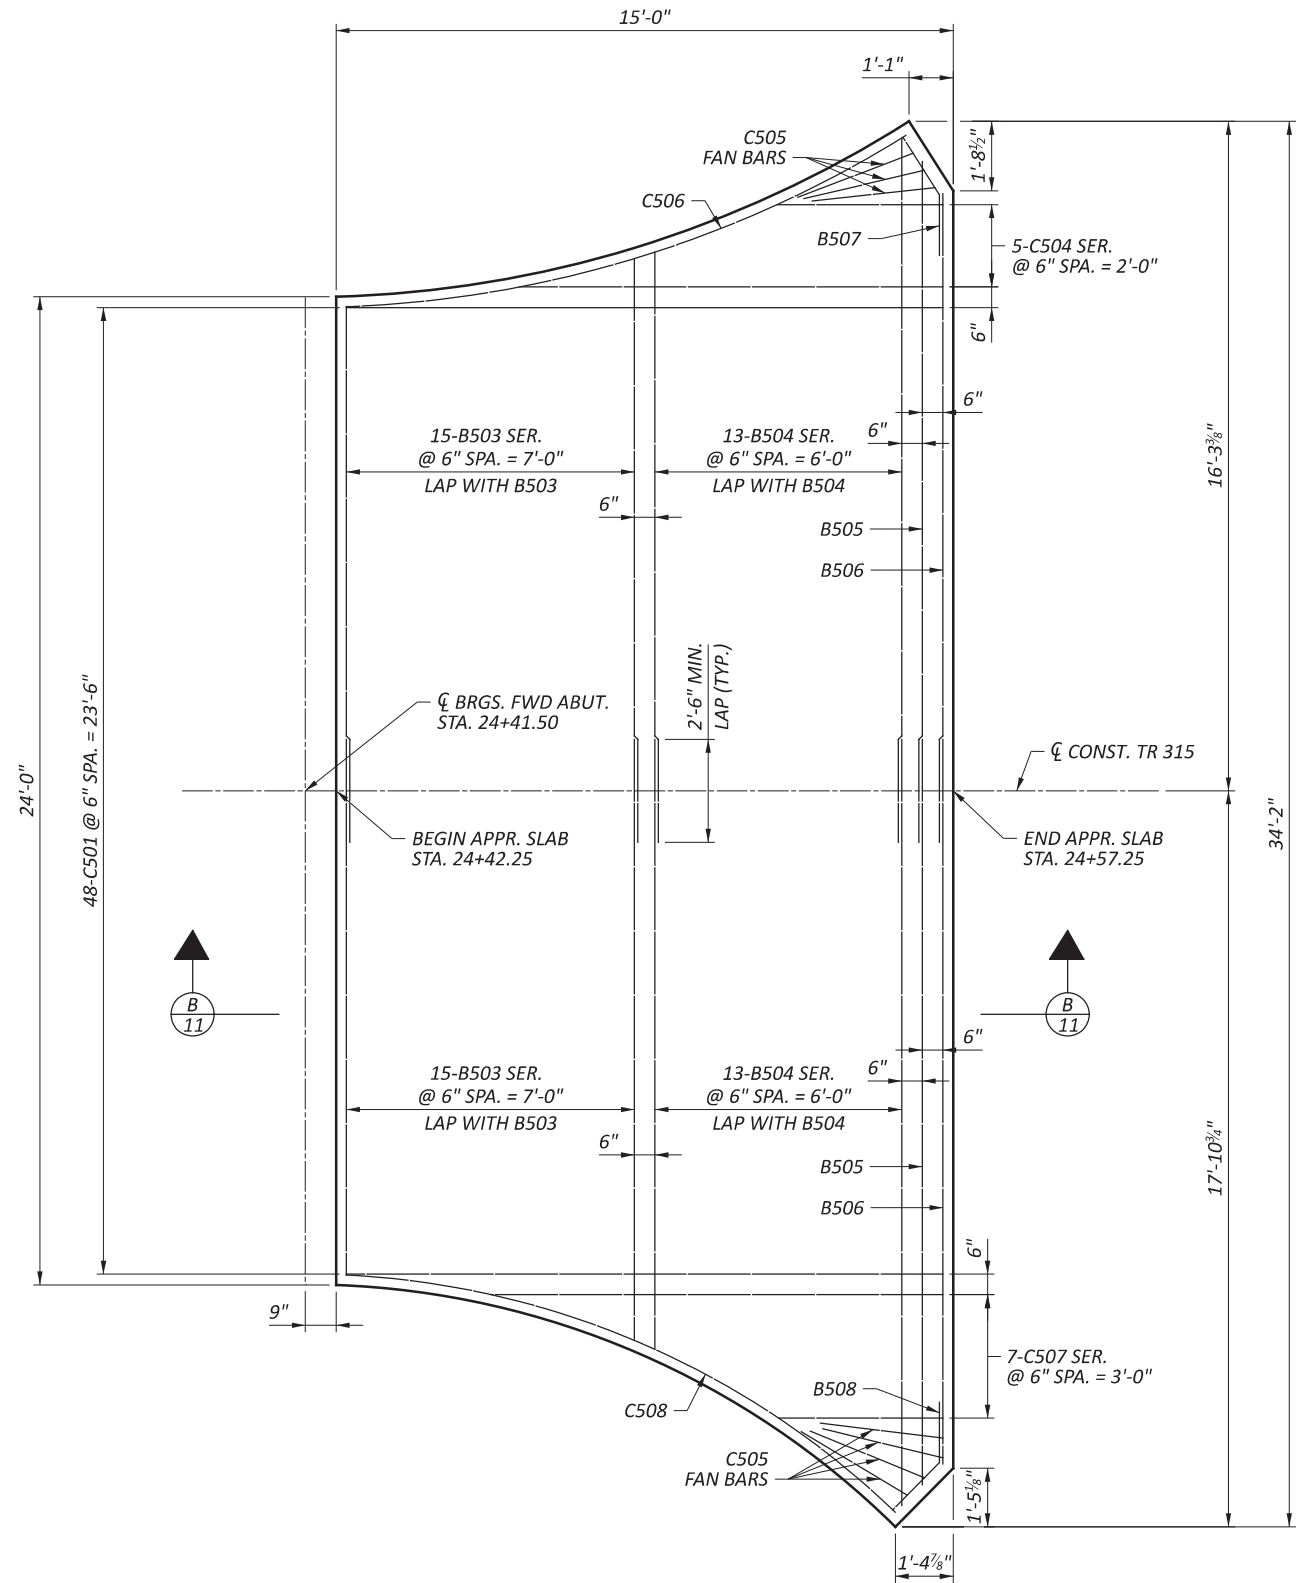 15'-0"
1'-1"
C505
FAN BARS
1'-8½"
C506
B507
5-C504 SER.
@ 6" SPA. = 2'-0"
6"
6"
15-B503 SER.
@ 6" SPA. = 7'-0"
LAP WITH B503
13-B504 SER.
@ 6" SPA. = 6'-0"
LAP WITH B504
6"
6"
16'-3⅜"
B505
B506
2'-6" MIN.
LAP (TYP.)
℄ BRGS. FWD ABUT.
STA. 24+41.50
℄ CONST. TR 315
24'-0"
48-C501 @ 6" SPA. = 23'-6"
BEGIN APPR. SLAB
STA. 24+42.25
END APPR. SLAB
STA. 24+57.25
34'-2"
B
11
B
11
6"
15-B503 SER.
@ 6" SPA. = 7'-0"
LAP WITH B503
13-B504 SER.
@ 6" SPA. = 6'-0"
LAP WITH B504
6"
6"
17'-10¾"
B505
B506
6"
9"
7-C507 SER.
@ 6" SPA. = 3'-0"
B508
C508
C505
FAN BARS
1'-5⅛"
1'-4⅞"